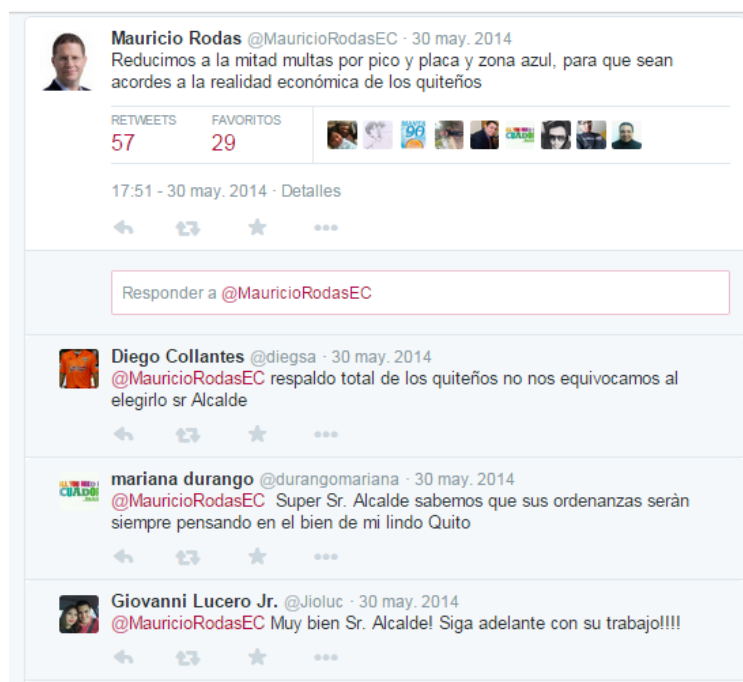 Mauricio Rodas @MauricioRodasEC · 30 may. 2014
Reducimos a la mitad multas por pico y placa y zona azul, para que sean
acordes a la realidad económica de los quiteños
RETWEETS FAVORITOS
57 29
17:51 - 30 may. 2014 · Detalles
Responder a @MauricioRodasEC
Diego Collantes @diegsa · 30 may. 2014
@MauricioRodasEC respaldo total de los quiteños no nos equivocamos al
elegirlo sr Alcalde
mariana durango @durangomariana · 30 may. 2014
@MauricioRodasEC Super Sr. Alcalde sabemos que sus ordenanzas seràn
siempre pensando en el bien de mi lindo Quito
Giovanni Lucero Jr. @Jioluc · 30 may. 2014
@MauricioRodasEC Muy bien Sr. Alcalde! Siga adelante con su trabajo!!!!